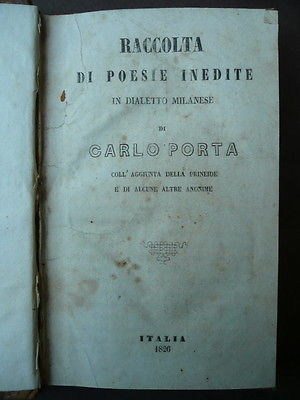 RACCOLTA
DI POESIE INEDITE
IN DIALETTO MILANESE
DI
CARLO PORTA
COLL'AGGIUNTA DELLA PRINEIDE
E DI ALCUNE ALTRE ANONIME
ITALIA
1826